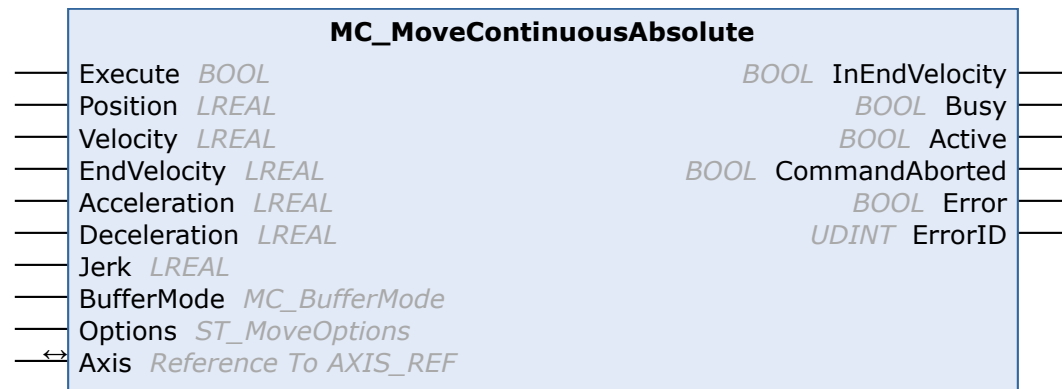 MC_MoveContinuousAbsolute
Execute BOOL BOOL InEndVelocity
Position LREAL BOOL Busy
Velocity LREAL BOOL Active
EndVelocity LREAL BOOL CommandAborted
Acceleration LREAL BOOL Error
Deceleration LREAL UDINT ErrorID
Jerk LREAL
BufferMode MC_BufferMode
Options ST_MoveOptions
↔ Axis Reference To AXIS_REF